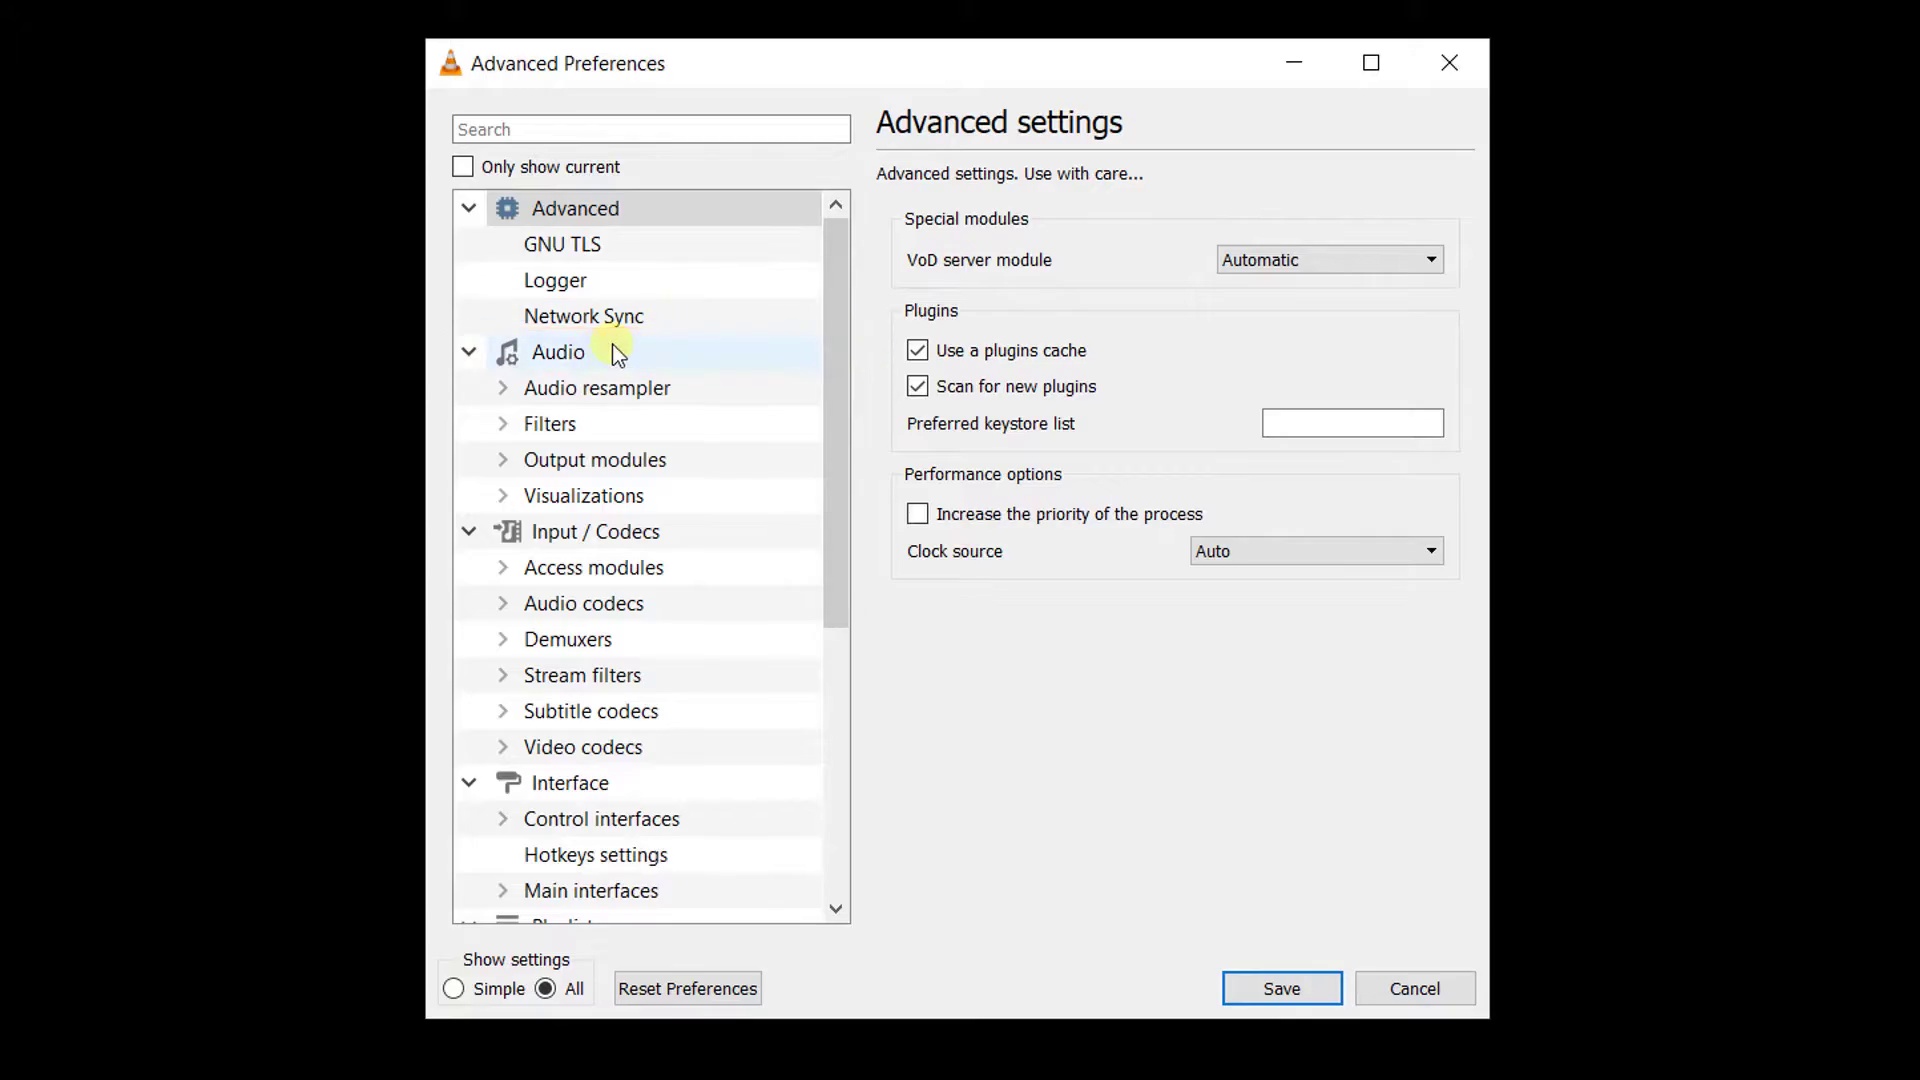 Advanced Preferences
Search
Only show current
Advanced
GNU TLS
Logger
Network Sync
Audio
Audio resampler
Filters
Output modules
Visualizations
Input / Codecs
Access modules
Audio codecs
Demuxers
Stream filters
Subtitle codecs
Video codecs
Interface
Control interfaces
Hotkeys settings
Main interfaces
Show settings
Simple
All
Reset Preferences
Advanced settings
Advanced settings. Use with care...
Special modules
VoD server module
Automatic
Plugins
Use a plugins cache
Scan for new plugins
Preferred keystore list
Performance options
Increase the priority of the process
Clock source
Auto
Save
Cancel